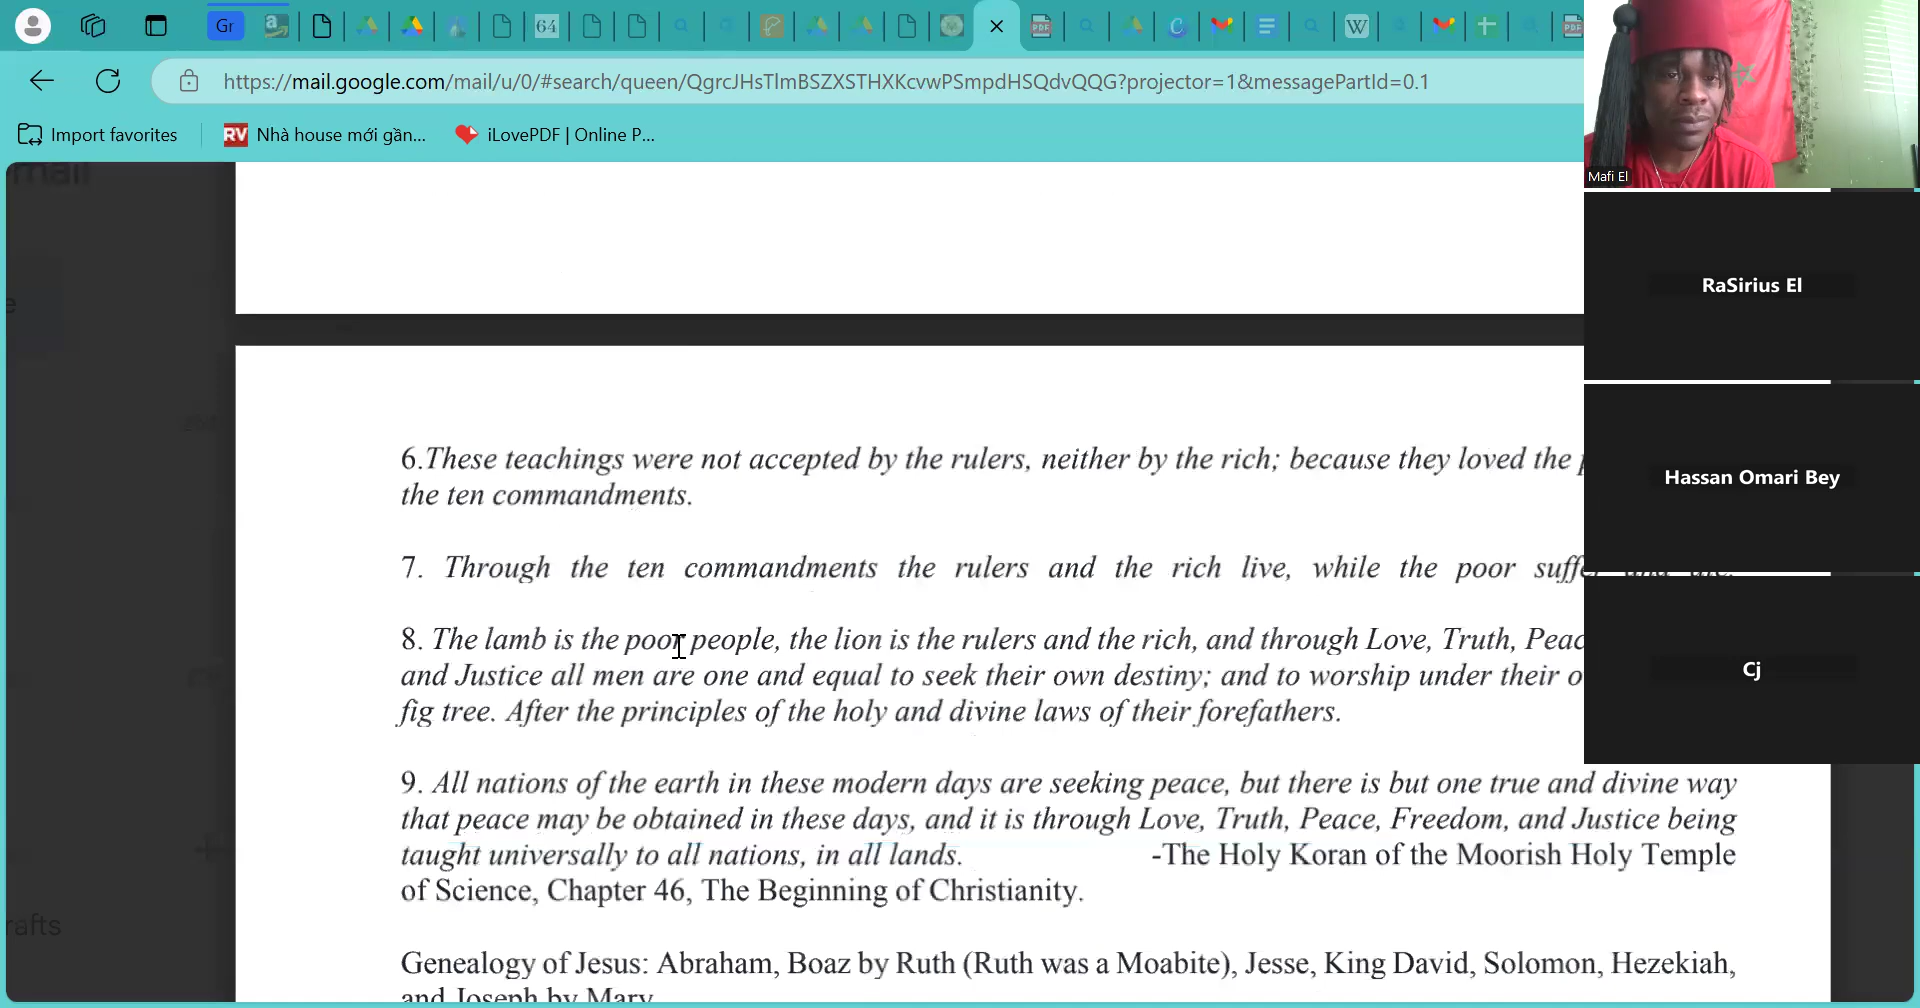 Gr
64
https://mail.google.com/mail/u/0/#search/queen/QgrcJHsTlmBSZXSTHXKcvwPSmpdHSQdvQQG?projector=1&messagePartId=0.1
Import favorites
RV Nhà house mới gần...
iLovePDF | Online P...
Mafi El
RaSirius El
Hassan Omari Bey
Cj
6.These teachings were not accepted by the rulers, neither by the rich; because they loved the
the ten commandments.
7. Through the ten commandments the rulers and the rich live, while the poor suffer and die.
8. The lamb is the poor people, the lion is the rulers and the rich, and through Love, Truth, Peac
and Justice all men are one and equal to seek their own destiny; and to worship under their o
fig tree. After the principles of the holy and divine laws of their forefathers.
9. All nations of the earth in these modern days are seeking peace, but there is but one true and divine way
that peace may be obtained in these days, and it is through Love, Truth, Peace, Freedom, and Justice being
taught universally to all nations, in all lands. -The Holy Koran of the Moorish Holy Temple
of Science, Chapter 46, The Beginning of Christianity.
Genealogy of Jesus: Abraham, Boaz by Ruth (Ruth was a Moabite), Jesse, King David, Solomon, Hezekiah,
and Joseph by Mary